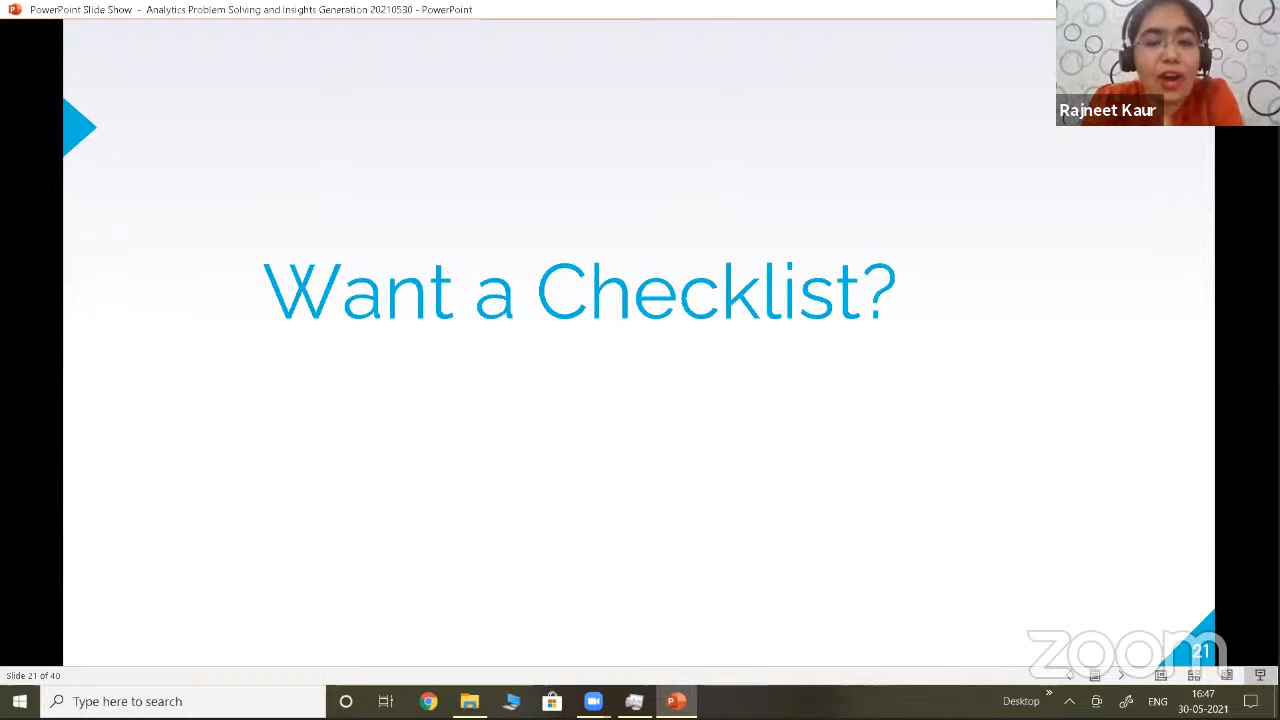 PowerPoint Slide Show - Analytics Problem Solving and Insights Generation 20210530 - PowerPoint
Rajneet Kaur
Want a Checklist?
zoom
21
Slide 21 of 40
Type here to search
Desktop
ENG
16:47
30-05-2021